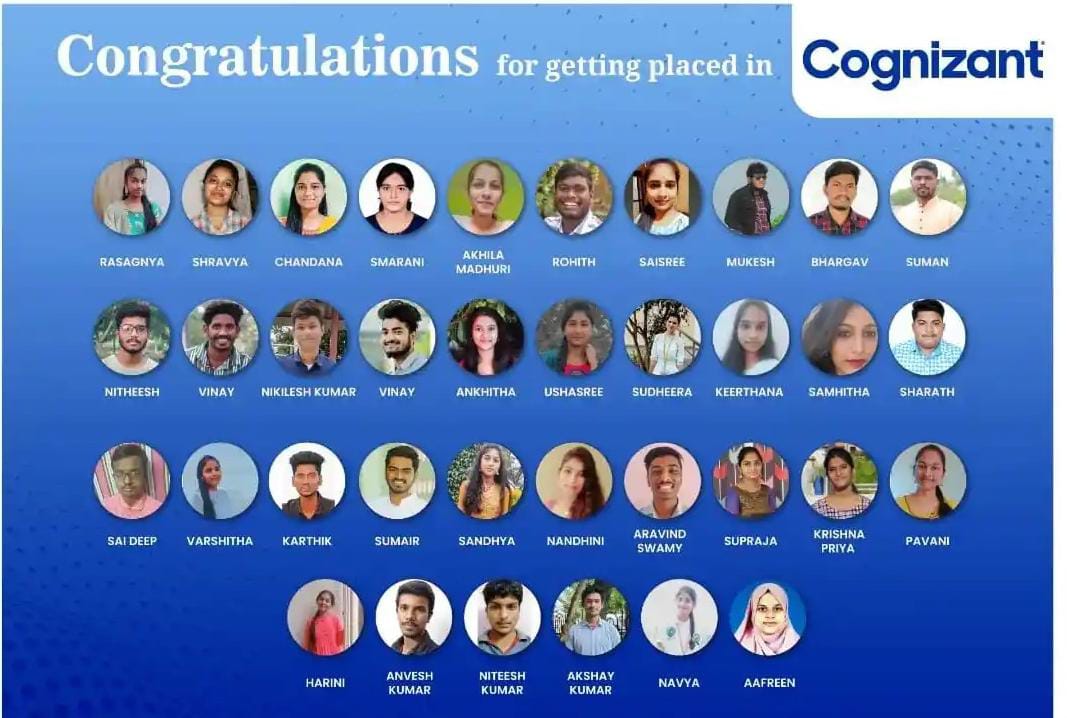 Congratulations for getting placed in Cognizant
RASAGNYA SHRAVYA CHANDANA SMARANI AKHILA MADHURI ROHITH SAISREE MUKESH BHARGAV SUMAN
NITHEESH VINAY NIKILESH KUMAR VINAY ANKHITHA USHASREE SUDHEERA KEERTHANA SAMHITHA SHARATH
SAI DEEP VARSHITHA KARTHIK SUMAIR SANDHYA NANDHINI ARAVIND SWAMY SUPRAJA KRISHNA PRIYA PAVANI
HARINI ANVESH KUMAR NITEESH KUMAR AKSHAY KUMAR NAVYA AAFREEN